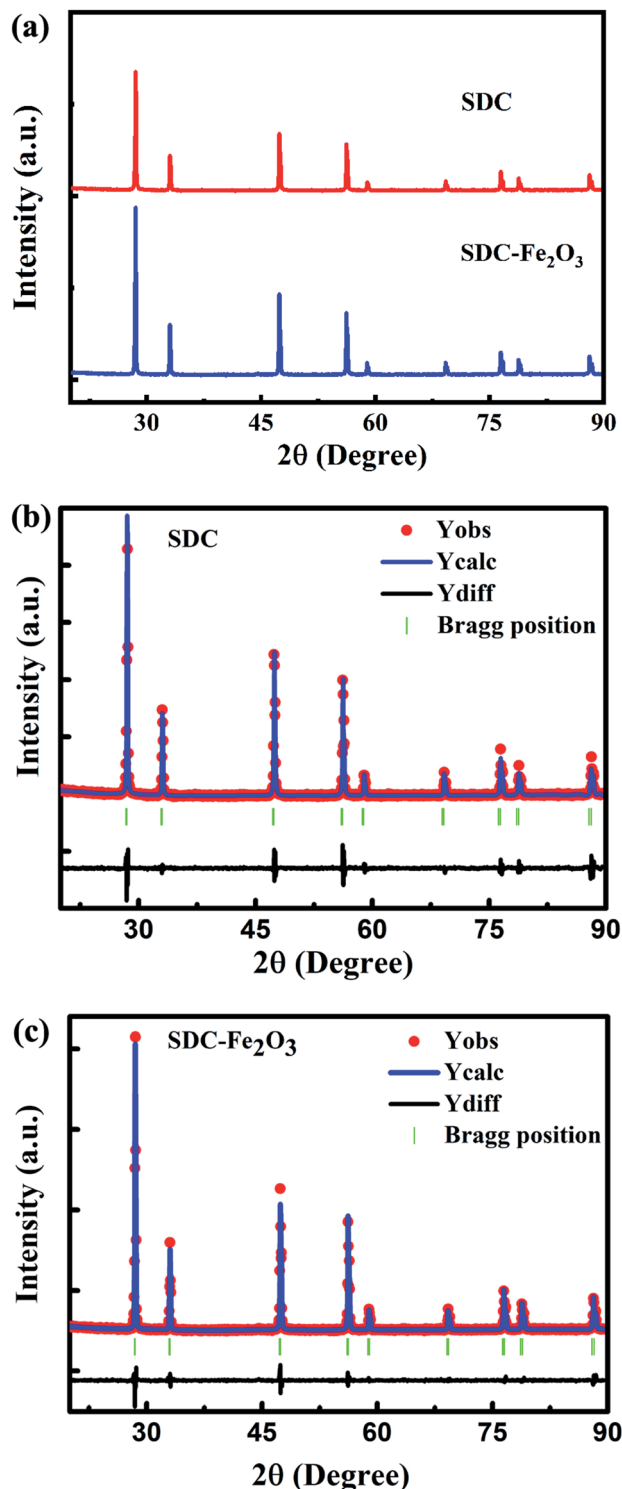 (a)
SDC
SDC-Fe₂O₃
Intensity (a.u.)
30 45 60 75 90
2θ (Degree)
(b)
SDC
Yobs
Ycalc
Ydiff
Bragg position
Intensity (a.u.)
30 45 60 75 90
2θ (Degree)
(c)
SDC-Fe₂O₃
Yobs
Ycalc
Ydiff
Bragg position
Intensity (a.u.)
30 45 60 75 90
2θ (Degree)